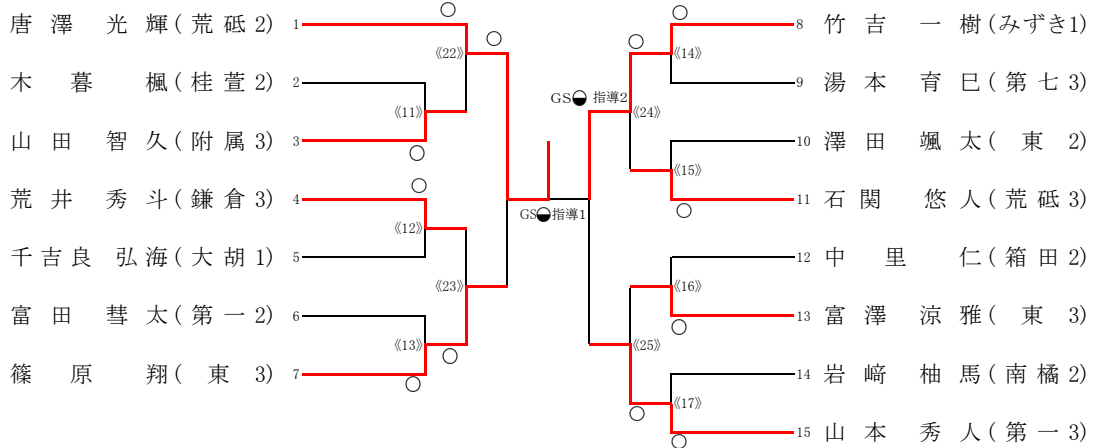 唐澤 光輝(荒砥2) 1
木暮 楓(桂萱2) 2
山田 智久(附属3) 3
荒井 秀斗(鎌倉3) 4
千吉良 弘海(大胡1) 5
富田 彗太(第一2) 6
篠原 翔(東3) 7
《22》
《11》
《12》
《23》
《13》
GS 指導2
GS 指導1
《14》
《24》
《15》
《16》
《25》
《17》
8 竹吉 一樹(みずき1)
9 湯本 育巳(第七3)
10 澤田 颯太(東2)
11 石関 悠人(荒砥3)
12 中里 仁(箱田2)
13 富澤 涼雅(東3)
14 岩﨑 柚馬(南橘2)
15 山本 秀人(第一3)